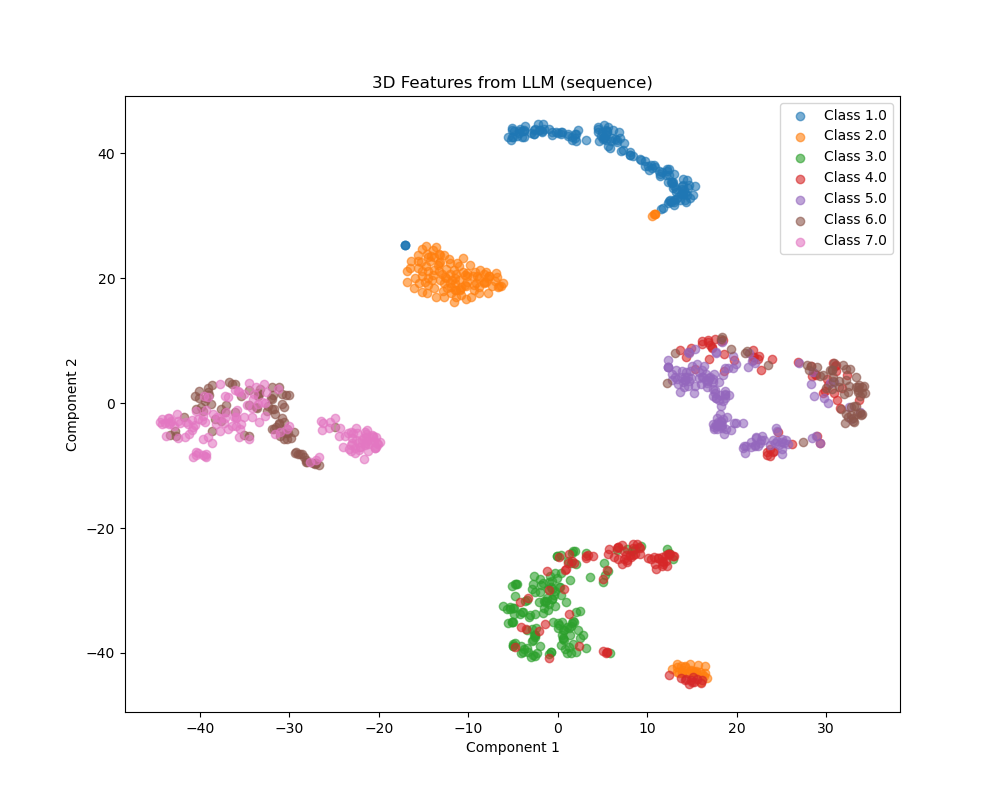 3D Features from LLM (sequence)
Class 1.0
Class 2.0
Class 3.0
Class 4.0
Class 5.0
Class 6.0
Class 7.0
40
20
0
−20
−40
Component 2
−40 −30 −20 −10 0 10 20 30
Component 1